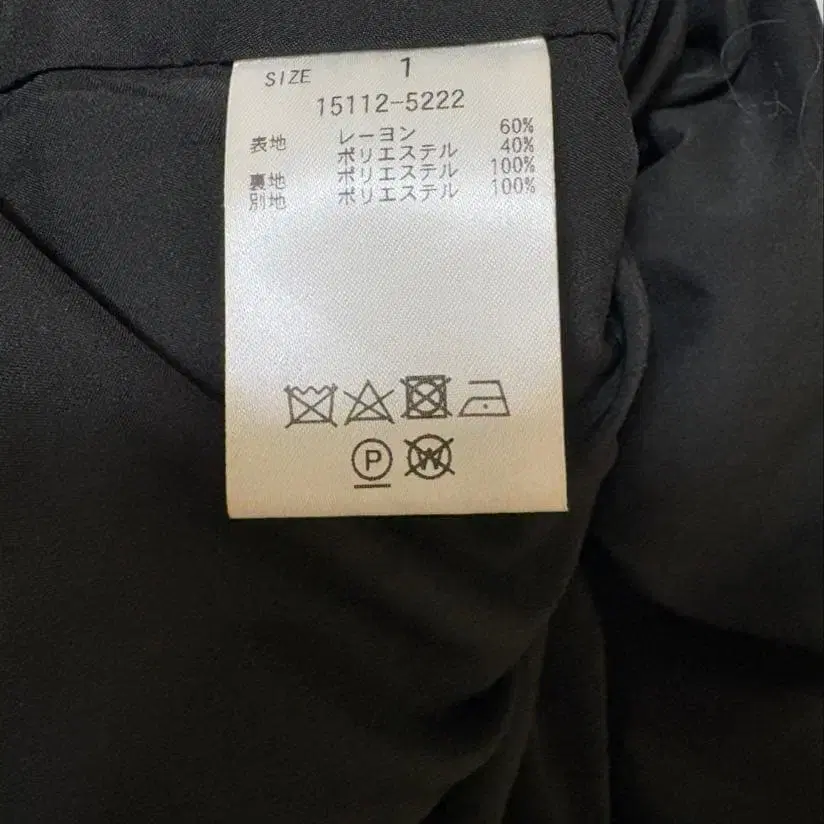 SIZE 1
15112-5222
表地 レーヨン 60%
ポリエステル 40%
裏地 ポリエステル 100%
別地 ポリエステル 100%
P W